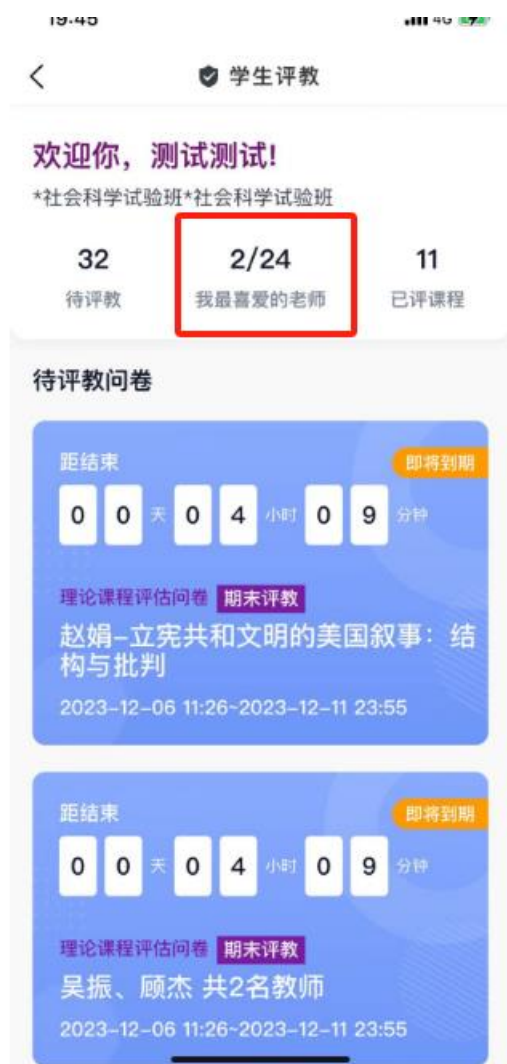 19:45 4G
学生评教
欢迎你，测试测试!
*社会科学试验班*社会科学试验班
32 2/24 11
待评教 我最喜爱的老师 已评课程
待评教问卷
距结束 即将到期
0 0 天 0 4 小时 0 9 分钟
理论课程评估问卷 期末评教
赵娟-立宪共和文明的美国叙事：结
构与批判
2023-12-06 11:26~2023-12-11 23:55
距结束 即将到期
0 0 天 0 4 小时 0 9 分钟
理论课程评估问卷 期末评教
吴振、顾杰 共2名教师
2023-12-06 11:26~2023-12-11 23:55